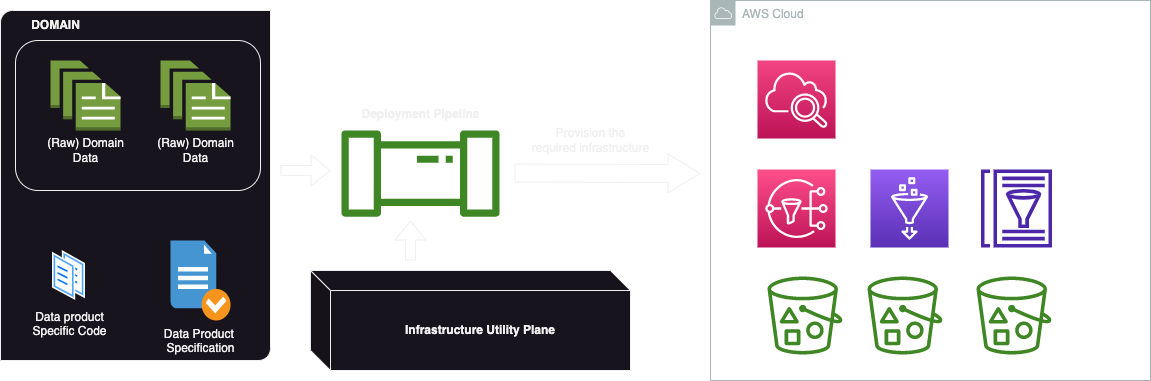 DOMAIN
(Raw) Domain
Data
(Raw) Domain
Data
Data product
Specific Code
Data Product
Specification
Deployment Pipeline
Provision the
required infrastructure
Infrastructure Utility Plane
AWS Cloud